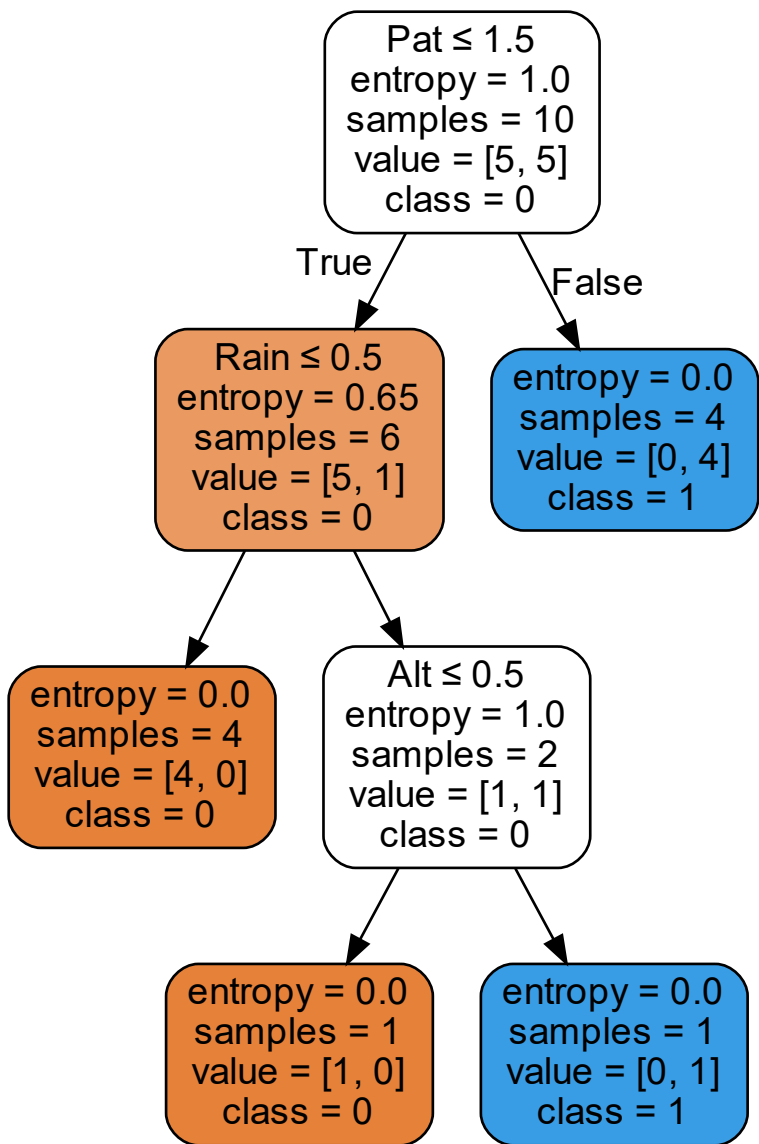 Pat ≤ 1.5
entropy = 1.0
samples = 10
value = [5, 5]
class = 0
True
False
Rain ≤ 0.5
entropy = 0.65
samples = 6
value = [5, 1]
class = 0
entropy = 0.0
samples = 4
value = [0, 4]
class = 1
entropy = 0.0
samples = 4
value = [4, 0]
class = 0
Alt ≤ 0.5
entropy = 1.0
samples = 2
value = [1, 1]
class = 0
entropy = 0.0
samples = 1
value = [1, 0]
class = 0
entropy = 0.0
samples = 1
value = [0, 1]
class = 1